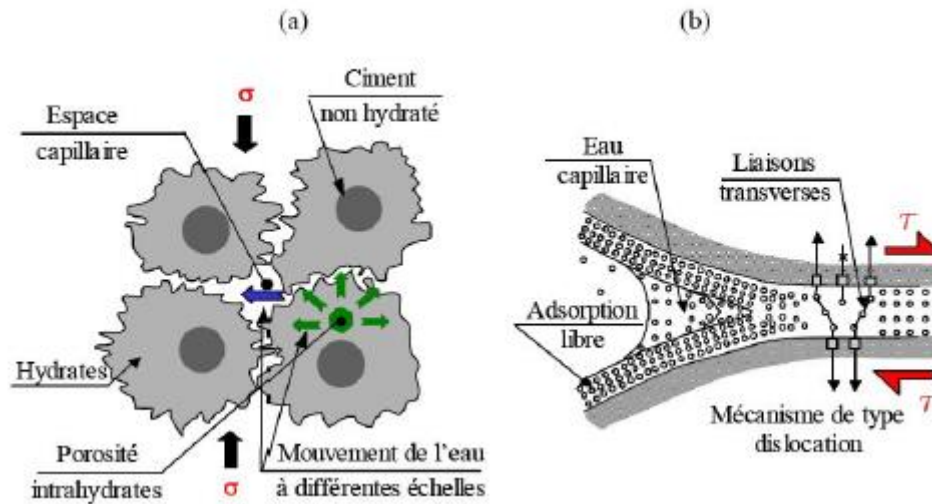 (a)
(b)
σ
Espace
capillaire
Ciment
non hydraté
Hydrates
Porosité
intrahydrates
σ
Mouvement de l'eau
à différentes échelles
Eau
capillaire
Liaisons
transverses
τ
Adsorption
libre
τ
Mécanisme de type
dislocation